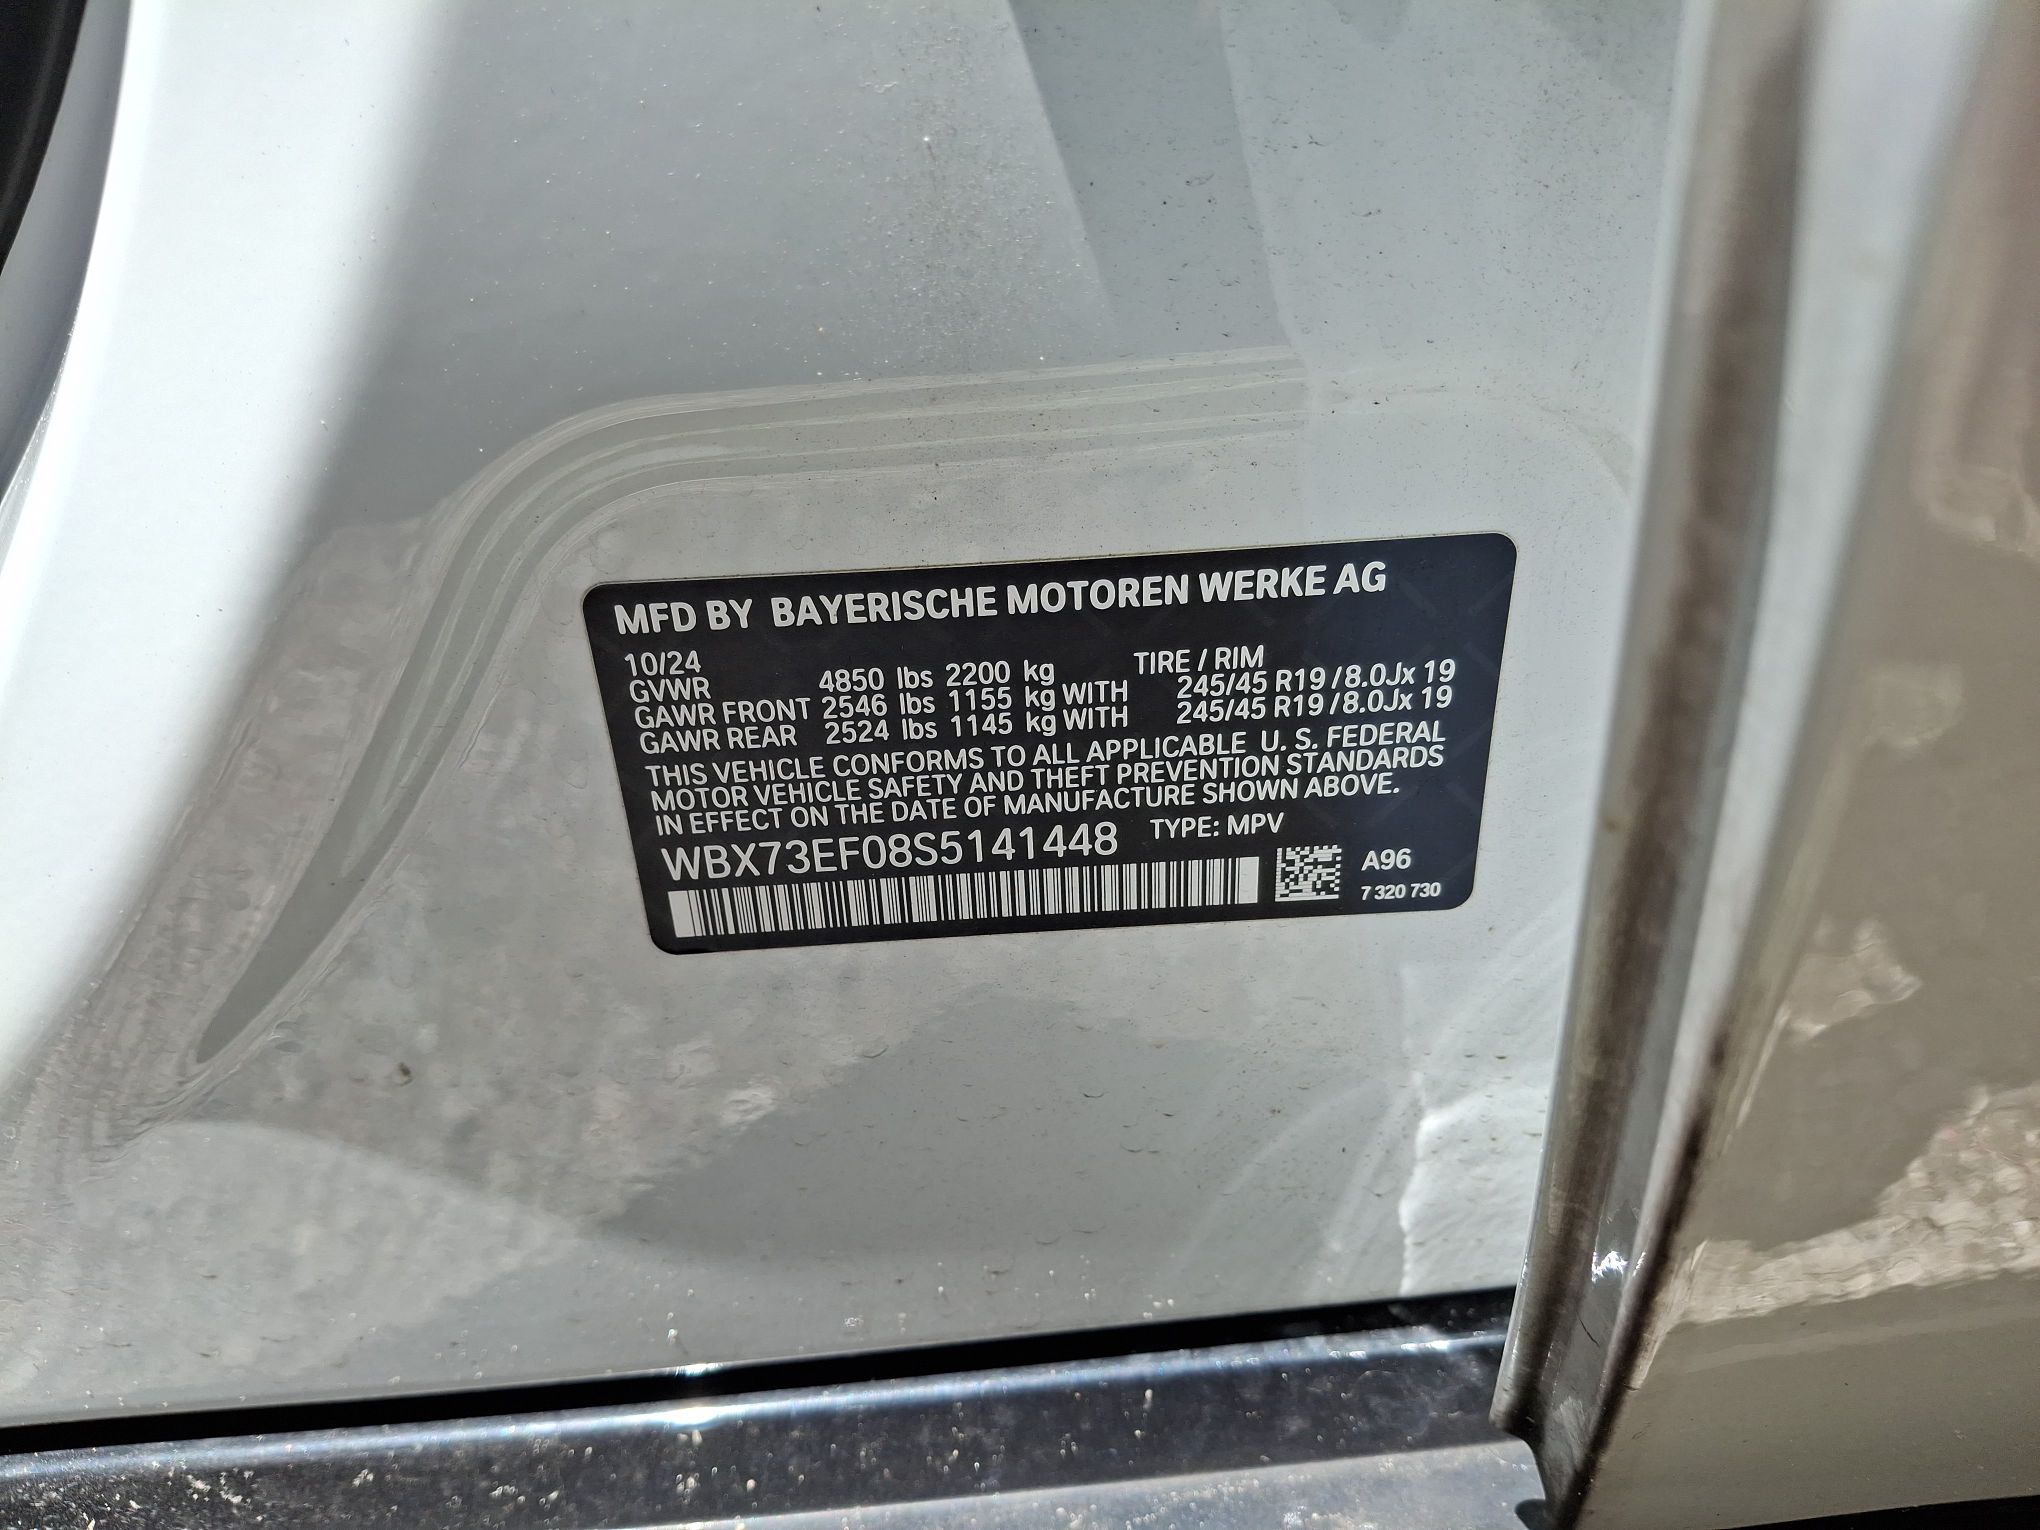 MFD BY BAYERISCHE MOTOREN WERKE AG
10/24 TIRE / RIM
GVWR 4850 lbs 2200 kg
GAWR FRONT 2546 lbs 1155 kg WITH 245/45 R19 / 8.0Jx 19
GAWR REAR 2524 lbs 1145 kg WITH 245/45 R19 / 8.0Jx 19
THIS VEHICLE CONFORMS TO ALL APPLICABLE U. S. FEDERAL
MOTOR VEHICLE SAFETY AND THEFT PREVENTION STANDARDS
IN EFFECT ON THE DATE OF MANUFACTURE SHOWN ABOVE.
WBX73EF08S5141448 TYPE: MPV
A96
7 320 730